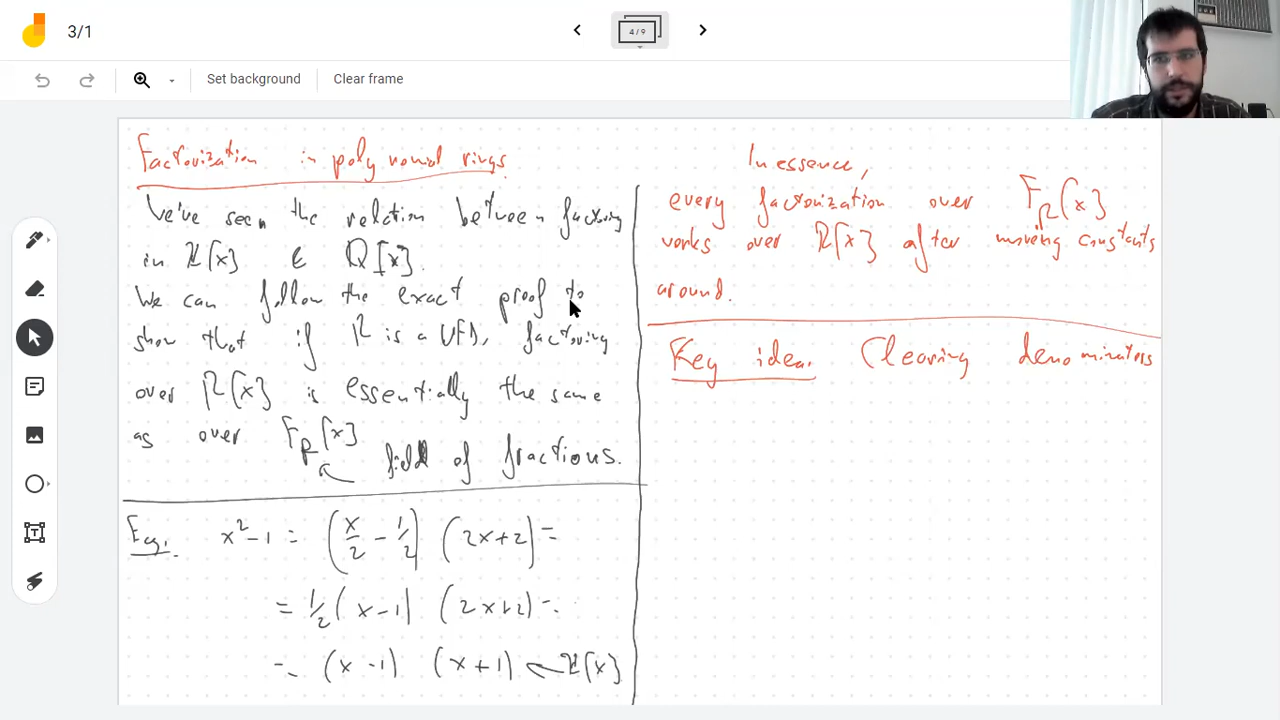 3/1
4/9
Set background
Clear frame
Factorization in polynomial rings.
We've seen the relation between factoring
in ℤ[x] & ℚ[x].
We can follow the exact proof to
show that if R is a UFD, factoring
over R[x] is essentially the same
as over F_R[x]
field of fractions.
Eg. x² - 1 = (x/2 - 1/2) (2x+2) =
= 1/2 (x-1) (2x+2) =
= (x-1) (x+1) ← ℤ[x]
In essence,
every factorization over F_R[x]
works over R[x] after moving constants
around.
Key idea. Clearing denominators